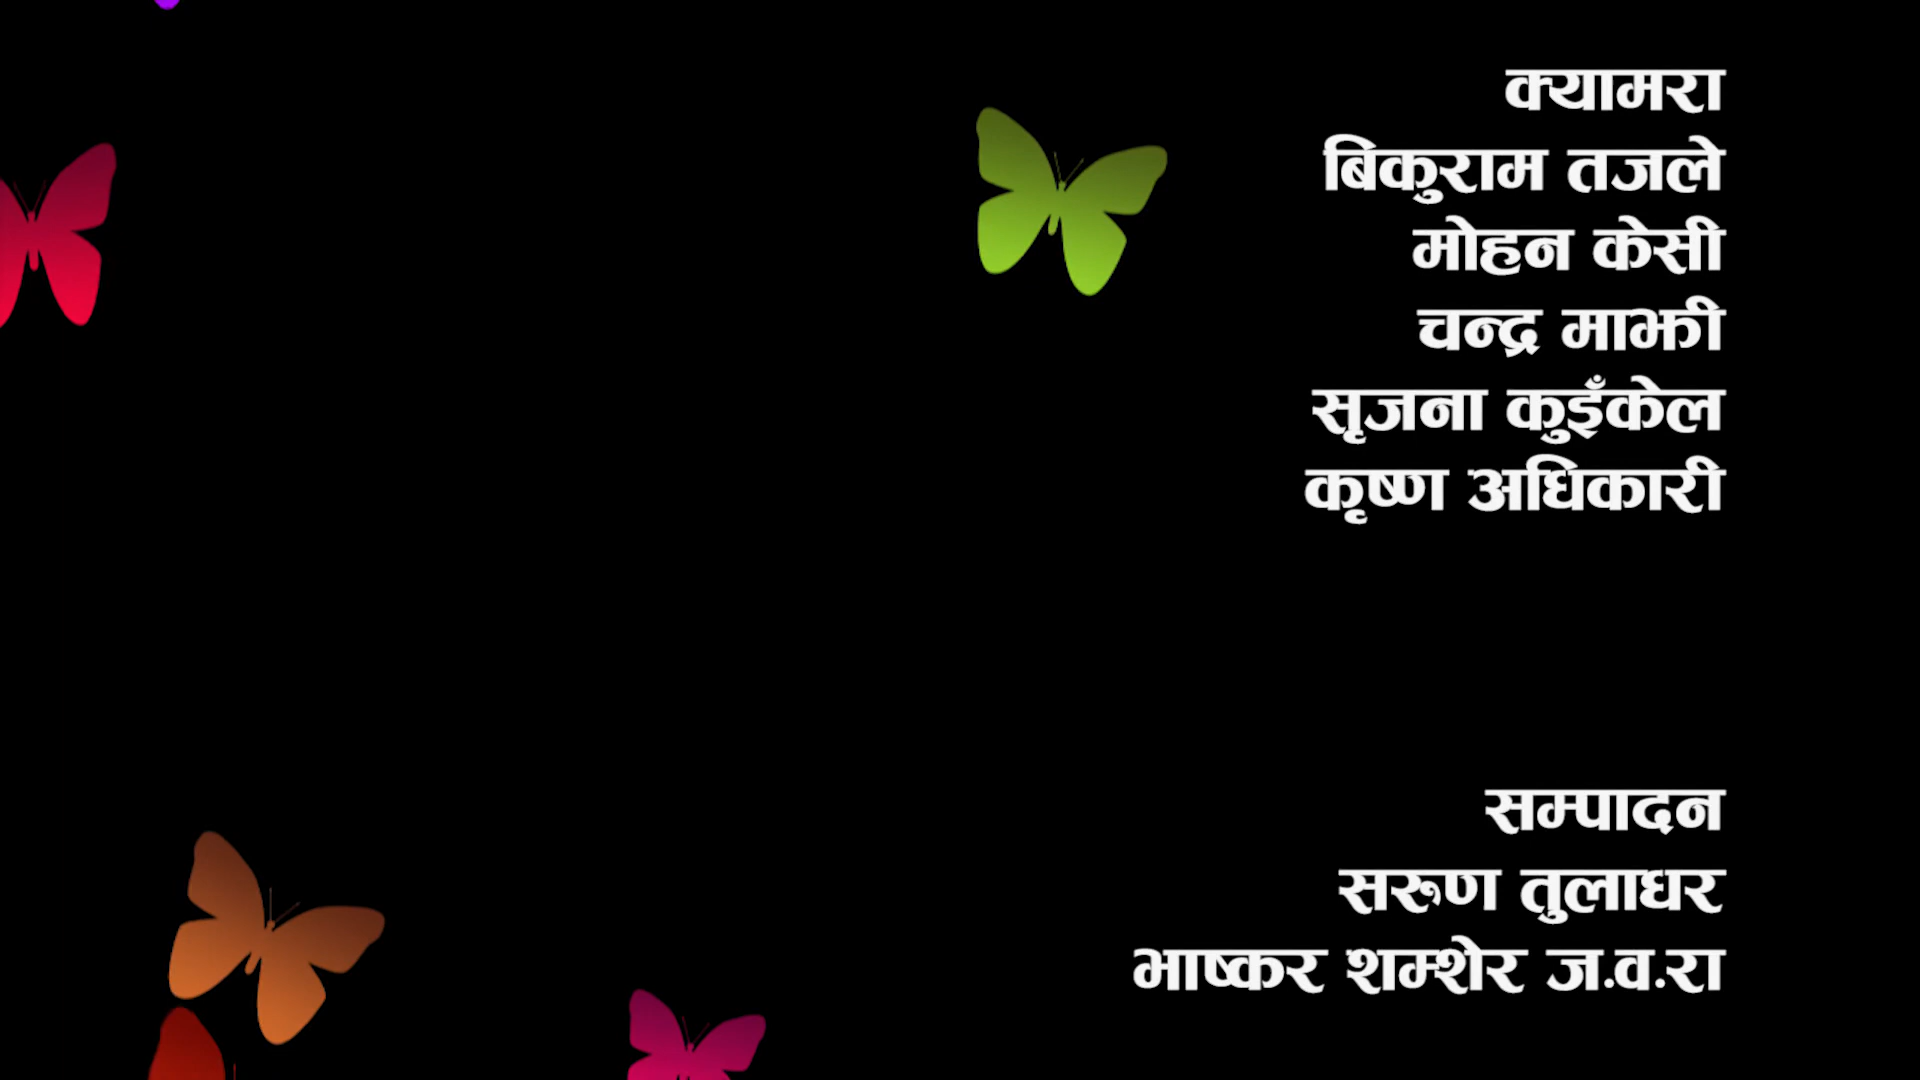 क्यामरा
बिकुराम तजले
मोहन केसी
चन्द्र माझी
सृजना कुइँकेल
कृष्ण अधिकारी
सम्पादन
सरुण तुलाधर
भाष्कर शम्शेर ज.व.रा